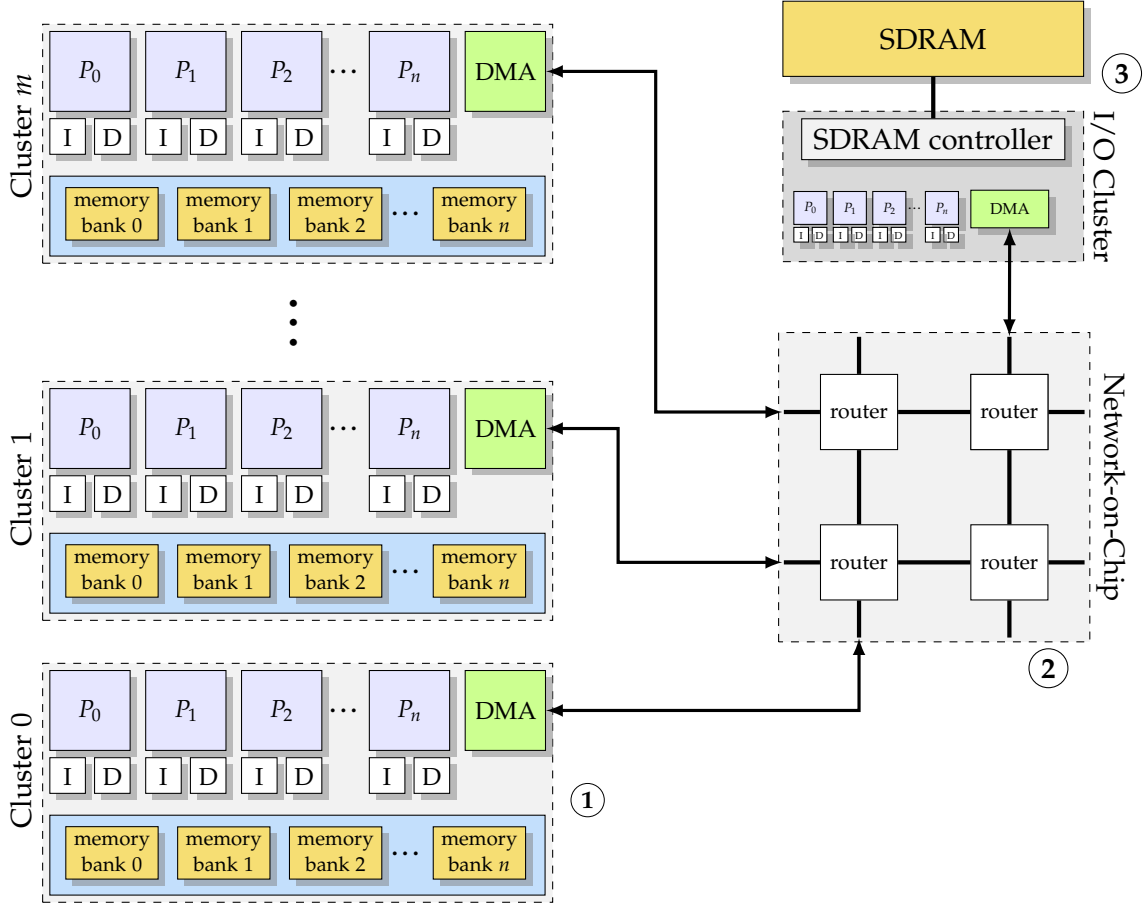 Cluster m
P0 P1 P2 ... Pn DMA
I D I D I D I D
memory bank 0 memory bank 1 memory bank 2 ... memory bank n
Cluster 1
P0 P1 P2 ... Pn DMA
I D I D I D I D
memory bank 0 memory bank 1 memory bank 2 ... memory bank n
Cluster 0
P0 P1 P2 ... Pn DMA
I D I D I D I D
memory bank 0 memory bank 1 memory bank 2 ... memory bank n
1
SDRAM
3
I/O Cluster
SDRAM controller
P0 P1 P2 ... Pn DMA
I D I D I D I D
Network-on-Chip
router router
router router
2